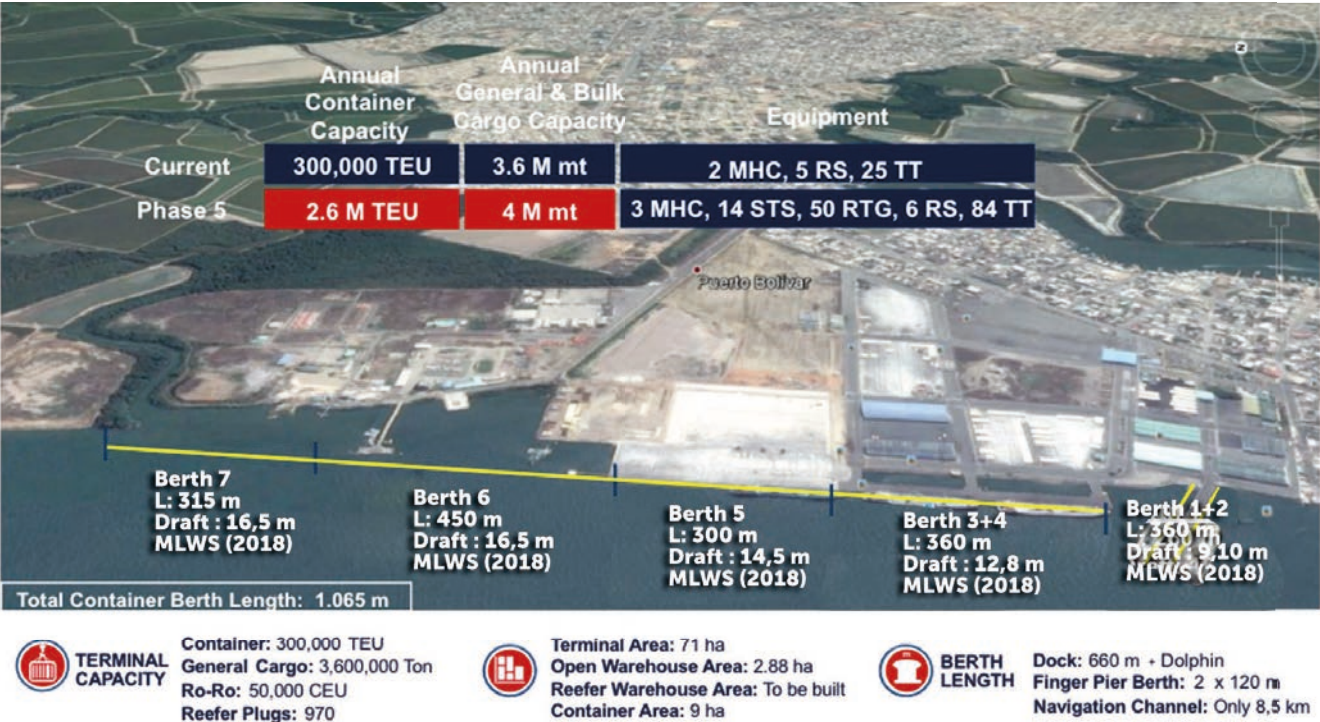 Annual
Container
Capacity
Annual
General & Bulk
Cargo Capacity
Equipment
Current
300,000 TEU
3.6 M mt
2 MHC, 5 RS, 25 TT
Phase 5
2.6 M TEU
4 M mt
3 MHC, 14 STS, 50 RTG, 6 RS, 84 TT
Puerto Bolívar
Berth 7
L: 315 m
Draft : 16,5 m
MLWS (2018)
Berth 6
L: 450 m
Draft : 16,5 m
MLWS (2018)
Berth 5
L: 300 m
Draft : 14,5 m
MLWS (2018)
Berth 3+4
L: 360 m
Draft : 12,8 m
MLWS (2018)
Berth 1+2
L: 360 m
Draft : 9,10 m
MLWS (2018)
Total Container Berth Length: 1.065 m
TERMINAL
CAPACITY
Container: 300,000 TEU
General Cargo: 3,600,000 Ton
Ro-Ro: 50,000 CEU
Reefer Plugs: 970
Terminal Area: 71 ha
Open Warehouse Area: 2.88 ha
Reefer Warehouse Area: To be built
Container Area: 9 ha
BERTH
LENGTH
Dock: 660 m + Dolphin
Finger Pier Berth: 2 x 120 m
Navigation Channel: Only 8,5 km